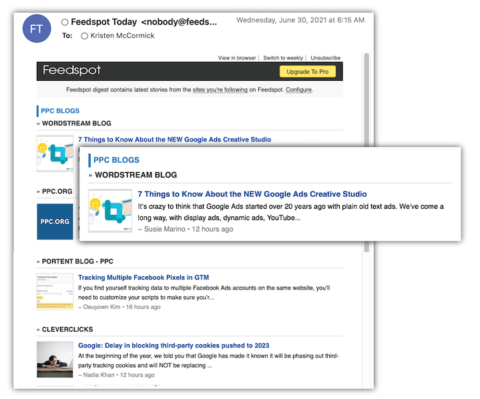 FT
Feedspot Today <nobody@feeds...
Wednesday, June 30, 2021 at 6:15 AM
To: Kristen McCormick
View in browser | Switch to weekly | Unsubscribe
Feedspot
Upgrade To Pro
Feedspot digest contains latest stories from the sites you're following on Feedspot. Configure.
PPC BLOGS
» WORDSTREAM BLOG
7 Things to Know About the NEW Google Ads Creative Studio
PPC BLOGS
» WORDSTREAM BLOG
7 Things to Know About the NEW Google Ads Creative Studio
It's crazy to think that Google Ads started over 20 years ago with plain old text ads. We've come a
long way, with display ads, dynamic ads, YouTube...
– Susie Marino • 12 hours ago
» PPC.ORG
PPC.ORG
» PORTENT BLOG - PPC
Tracking Multiple Facebook Pixels in GTM
If you find yourself tracking data to multiple Facebook Ads accounts on the same website, you'll
need to customize your scripts to make sure you'r...
– Oeuyown Kim • 16 hours ago
» CLEVERCLICKS
Google: Delay in blocking third-party cookies pushed to 2023
At the beginning of the year, we told you that Google has made it known it will be phasing out third-
party tracking cookies and will NOT be replacing ...
– Nadia Khan • 12 hours ago